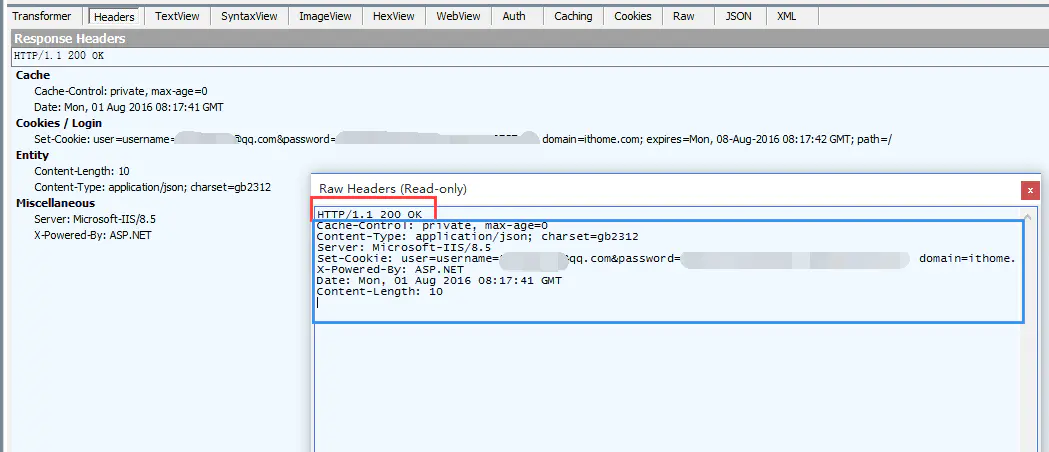 Transformer Headers TextView SyntaxView ImageView HexView WebView Auth Caching Cookies Raw JSON XML
Response Headers
HTTP/1.1 200 OK
Cache
Cache-Control: private, max-age=0
Date: Mon, 01 Aug 2016 08:17:41 GMT
Cookies / Login
Set-Cookie: user=username= @qq.com&password= domain=ithome.com; expires=Mon, 08-Aug-2016 08:17:42 GMT; path=/
Entity
Content-Length: 10
Content-Type: application/json; charset=gb2312
Miscellaneous
Server: Microsoft-IIS/8.5
X-Powered-By: ASP.NET
Raw Headers (Read-only)
x
HTTP/1.1 200 OK
Cache-Control: private, max-age=0
Content-Type: application/json; charset=gb2312
Server: Microsoft-IIS/8.5
Set-Cookie: user=username= @qq.com&password= domain=ithome.
X-Powered-By: ASP.NET
Date: Mon, 01 Aug 2016 08:17:41 GMT
Content-Length: 10